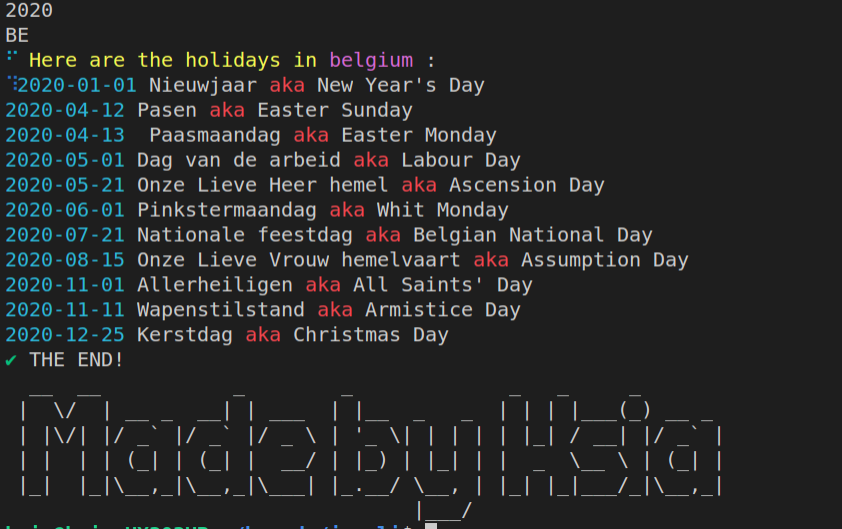 2020
BE
Here are the holidays in belgium :
2020-01-01 Nieuwjaar aka New Year's Day
2020-04-12 Pasen aka Easter Sunday
2020-04-13 Paasmaandag aka Easter Monday
2020-05-01 Dag van de arbeid aka Labour Day
2020-05-21 Onze Lieve Heer hemel aka Ascension Day
2020-06-01 Pinkstermaandag aka Whit Monday
2020-07-21 Nationale feestdag aka Belgian National Day
2020-08-15 Onze Lieve Vrouw hemelvaart aka Assumption Day
2020-11-01 Allerheiligen aka All Saints' Day
2020-11-11 Wapenstilstand aka Armistice Day
2020-12-25 Kerstdag aka Christmas Day
✔ THE END!
Made by Hsia